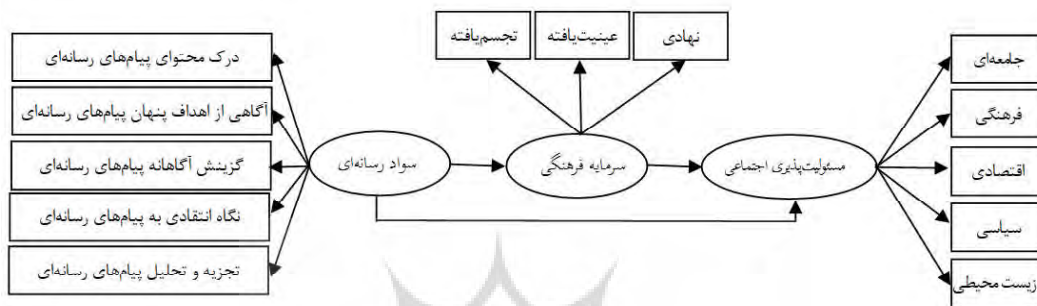 نهادی
عینیت‌یافته
تجسم‌یافته
جامعه‌ای
فرهنگی
اقتصادی
سیاسی
زیست محیطی
مسئولیت‌پذیری اجتماعی
سرمایه فرهنگی
سواد رسانه‌ای
درک محتوای پیام‌های رسانه‌ای
آگاهی از اهداف پنهان پیام‌های رسانه‌ای
گزینش آگاهانه پیام‌های رسانه‌ای
نگاه انتقادی به پیام‌های رسانه‌ای
تجزیه و تحلیل پیام‌های رسانه‌ای